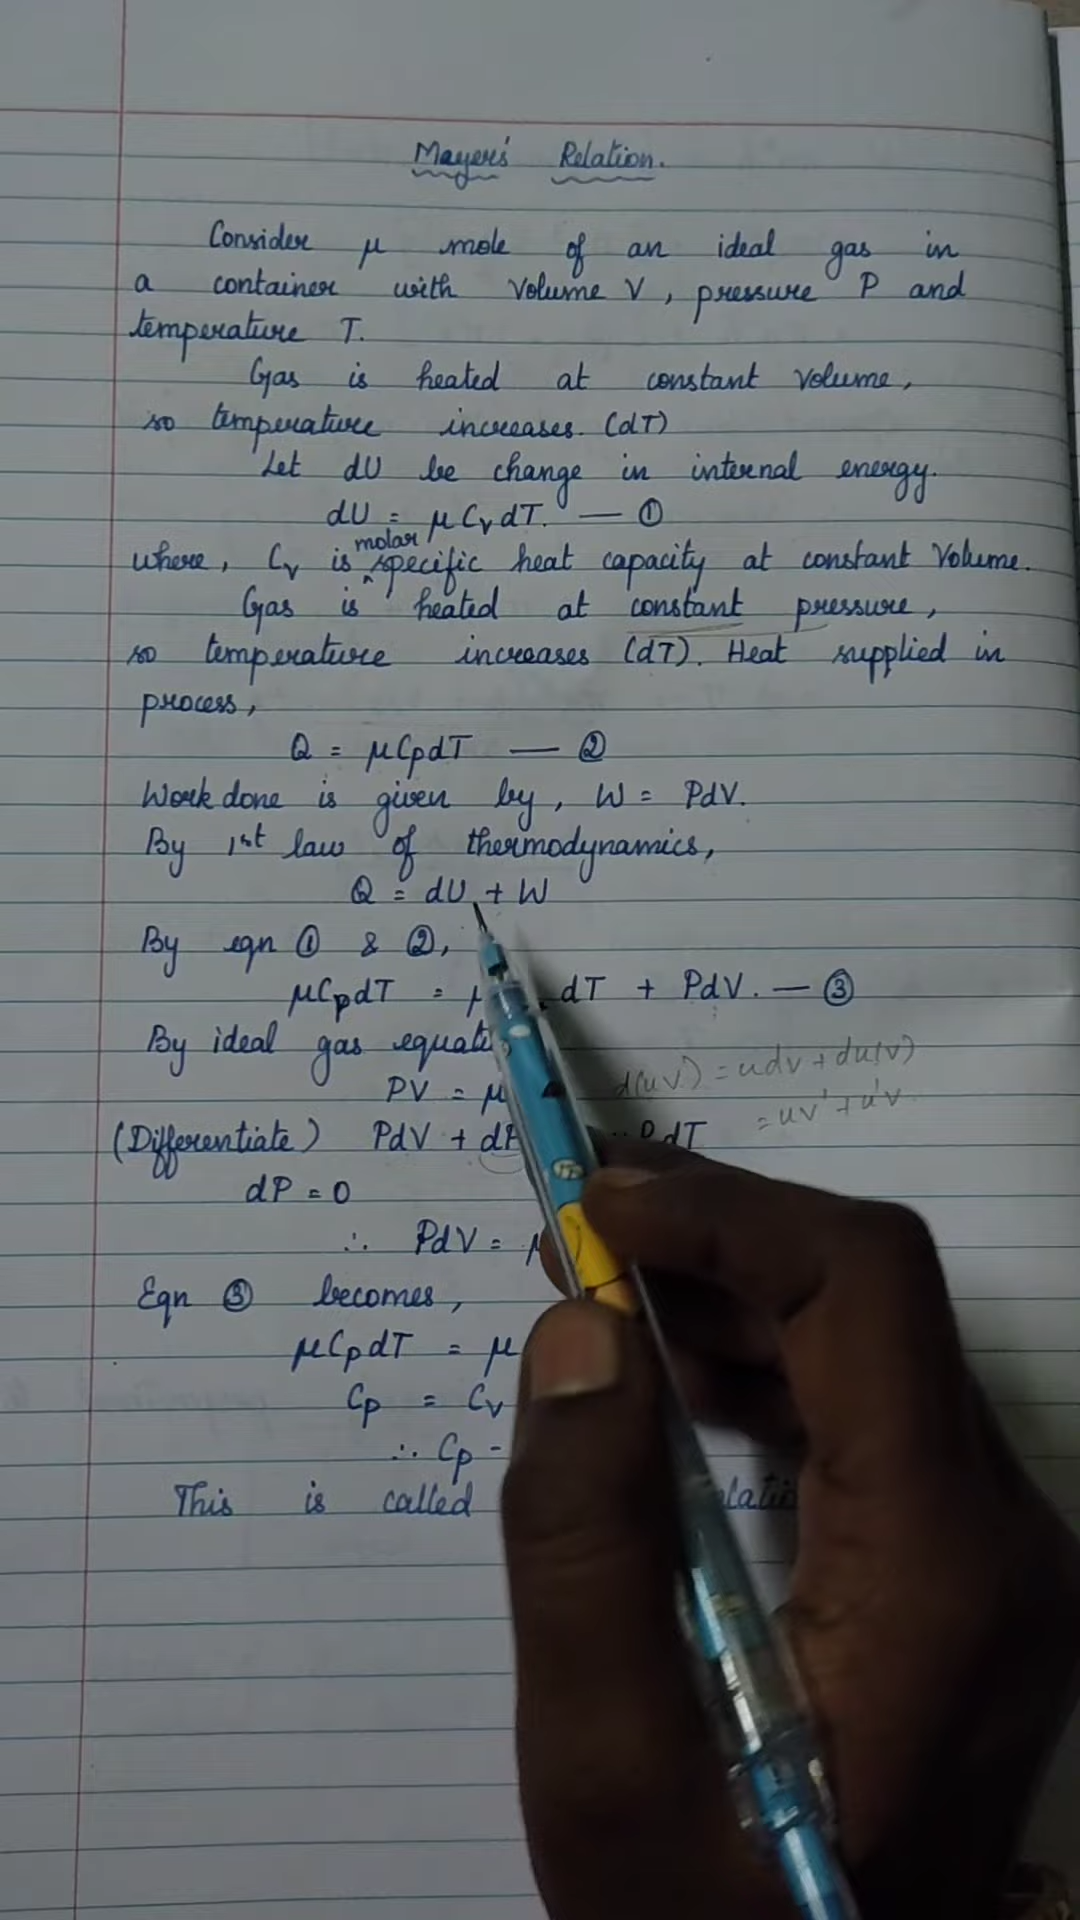 Mayer's Relation.
Consider μ mole of an ideal gas in
a container with volume V, pressure P and
temperature T.
Gas is heated at constant volume,
so temperature increases. (dT)
Let dU be change in internal energy.
dU = μCvdT. — ①
where, Cv is molar specific heat capacity at constant volume.
Gas is heated at constant pressure,
so temperature increases (dT). Heat supplied in
process,
Q = μCpdT — ②
Work done is given by, W = PdV.
By 1st law of thermodynamics,
Q = dU + W
By eqn ① & ②,
μCpdT = dT + PdV. — ③
By ideal gas
PV = μ
d(uv) = udv + du(v)
= uv' + u'v
(Differentiate) PdV + dP dT
dP = 0
∴ PdV =
Eqn ③ becomes,
μCpdT = μ
Cp = Cv
∴ Cp -
This is called